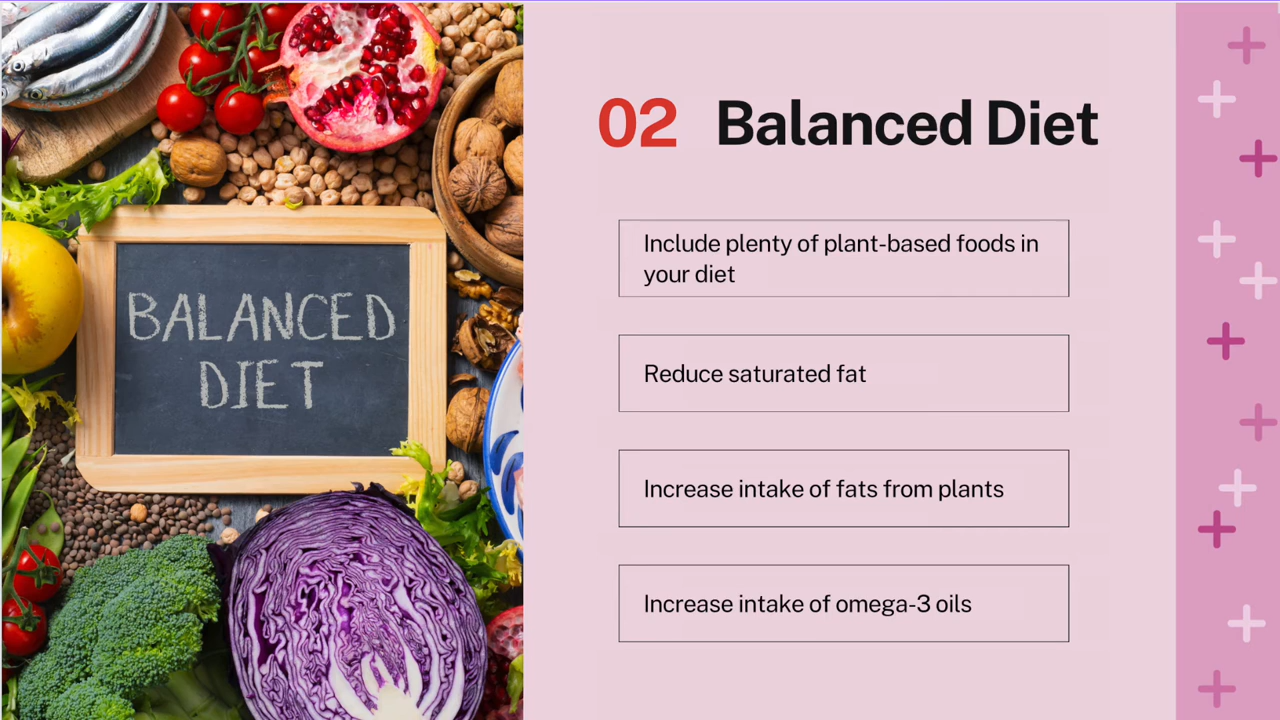 BALANCED
DIET
02 Balanced Diet
Include plenty of plant-based foods in
your diet
Reduce saturated fat
Increase intake of fats from plants
Increase intake of omega-3 oils